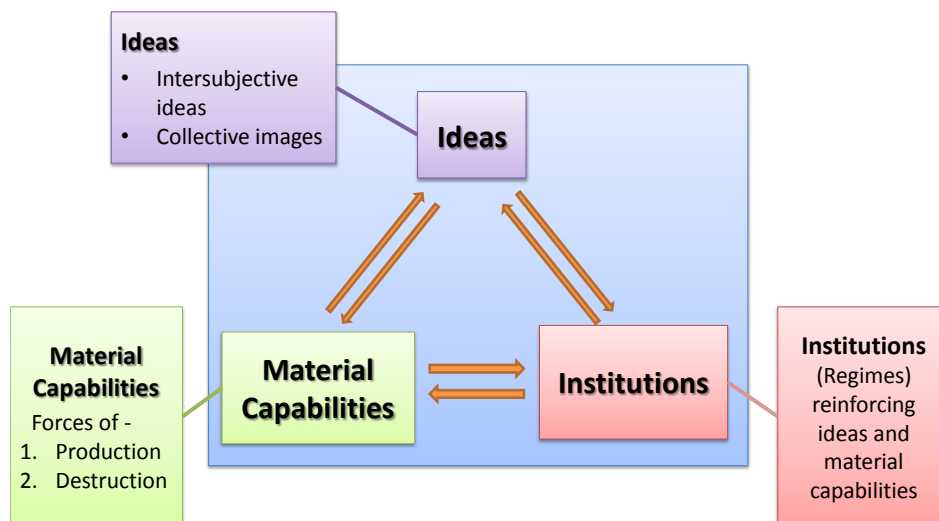 Ideas
• Intersubjective
ideas
• Collective images
Ideas
Material
Capabilities
Forces of -
1. Production
2. Destruction
Material
Capabilities
Institutions
Institutions
(Regimes)
reinforcing
ideas and
material
capabilities